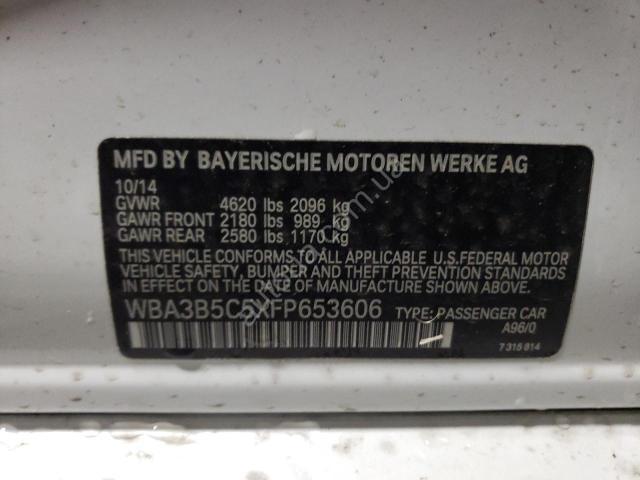 MFD BY BAYERISCHE MOTOREN WERKE AG
10/14
GVWR 4620 lbs 2096 kg
GAWR FRONT 2180 lbs 989 kg
GAWR REAR 2580 lbs 1170 kg
THIS VEHICLE CONFORMS TO ALL APPLICABLE U.S.FEDERAL MOTOR
VEHICLE SAFETY, BUMPER AND THEFT PREVENTION STANDARDS
IN EFFECT ON THE DATE OF MANUFACTURE SHOWN ABOVE.
TYPE: PASSENGER CAR
A96/0
7 315 814